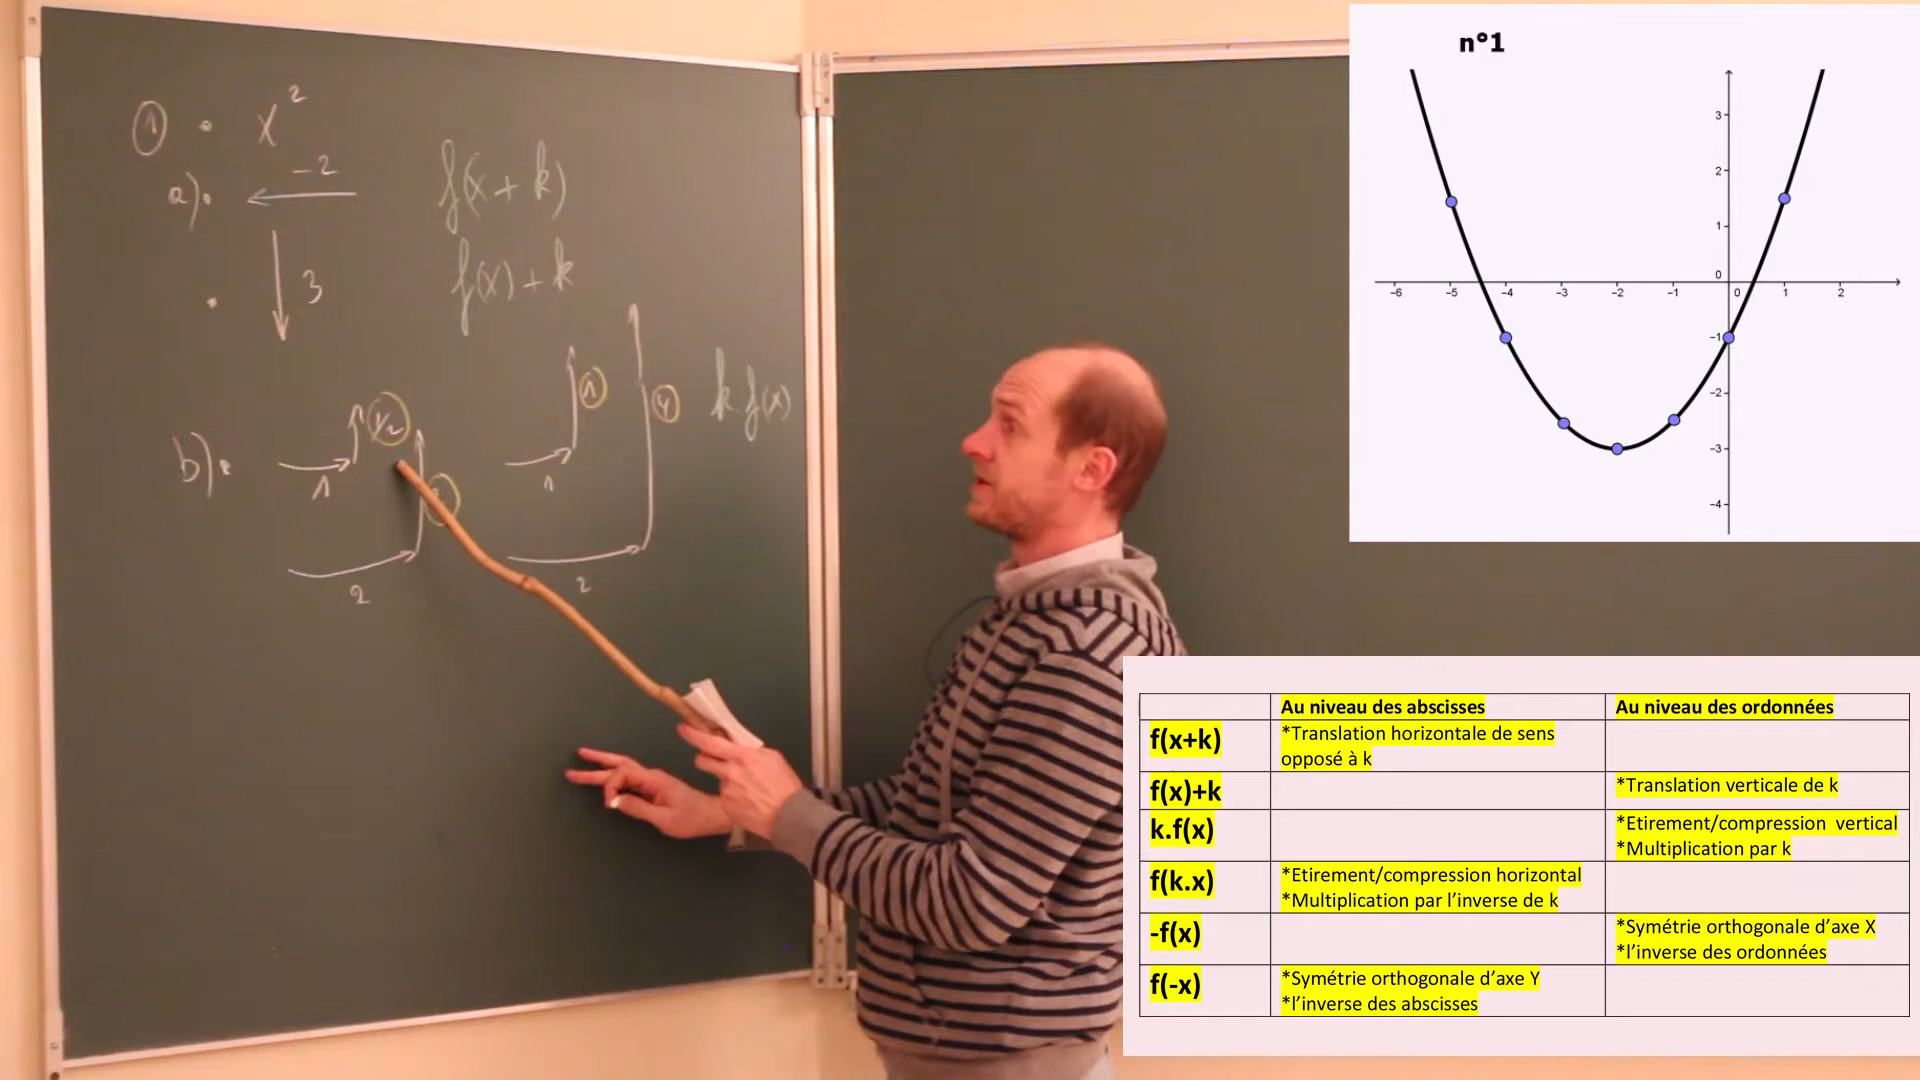 ① • x²
a) • -2
f(x + k)
• 3
f(x) + k
b) •
1/2
1
1
1
4
k.f(x)
2
2
n°1
3
2
1
0
-6 -5 -4 -3 -2 -1 0 1 2
-1
-2
-3
-4
Au niveau des abscisses Au niveau des ordonnées
f(x+k) *Translation horizontale de sens
opposé à k
f(x)+k *Translation verticale de k
k.f(x) *Etirement/compression vertical
*Multiplication par k
f(k.x) *Etirement/compression horizontal
*Multiplication par l’inverse de k
-f(x) *Symétrie orthogonale d’axe X
*l’inverse des ordonnées
f(-x) *Symétrie orthogonale d’axe Y
*l’inverse des abscisses